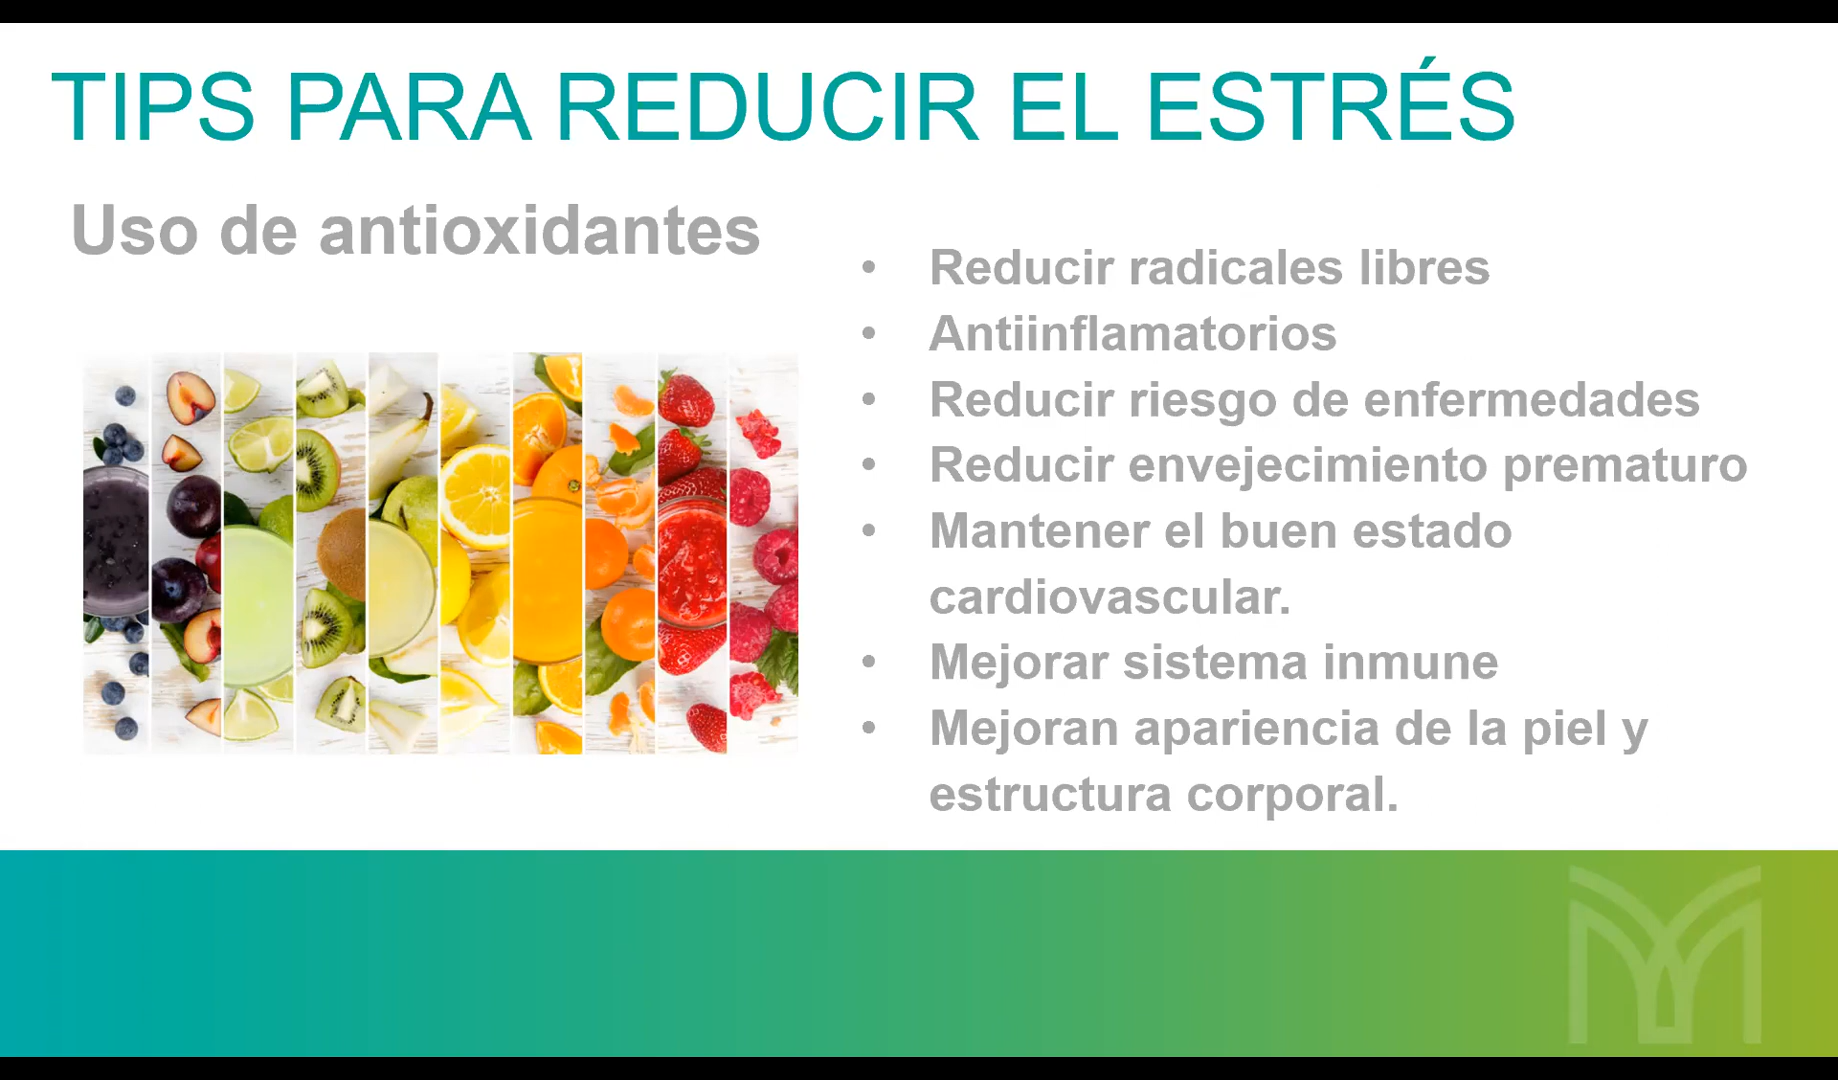 TIPS PARA REDUCIR EL ESTRÉS
Uso de antioxidantes
• Reducir radicales libres
• Antiinflamatorios
• Reducir riesgo de enfermedades
• Reducir envejecimiento prematuro
• Mantener el buen estado
cardiovascular.
• Mejorar sistema inmune
• Mejoran apariencia de la piel y
estructura corporal.